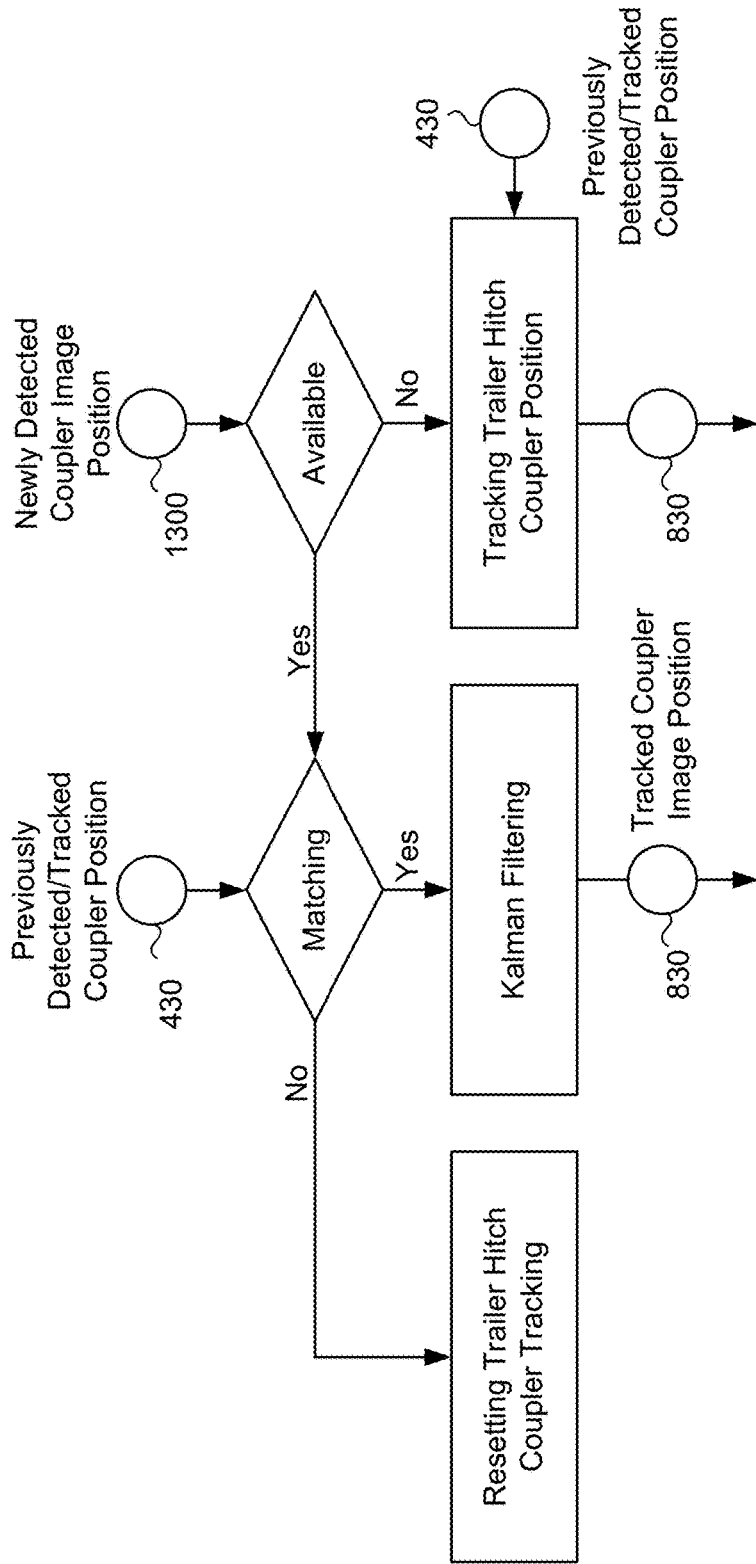 Newly Detected
Coupler Image
Position
1300
Available
Yes
No
Previously
Detected/Tracked
Coupler Position
430
Matching
No
Yes
Resetting Trailer Hitch
Coupler Tracking
Kalman Filtering
Tracking Trailer Hitch
Coupler Position
430
Previously
Detected/Tracked
Coupler Position
830
Tracked Coupler
Image Position
830